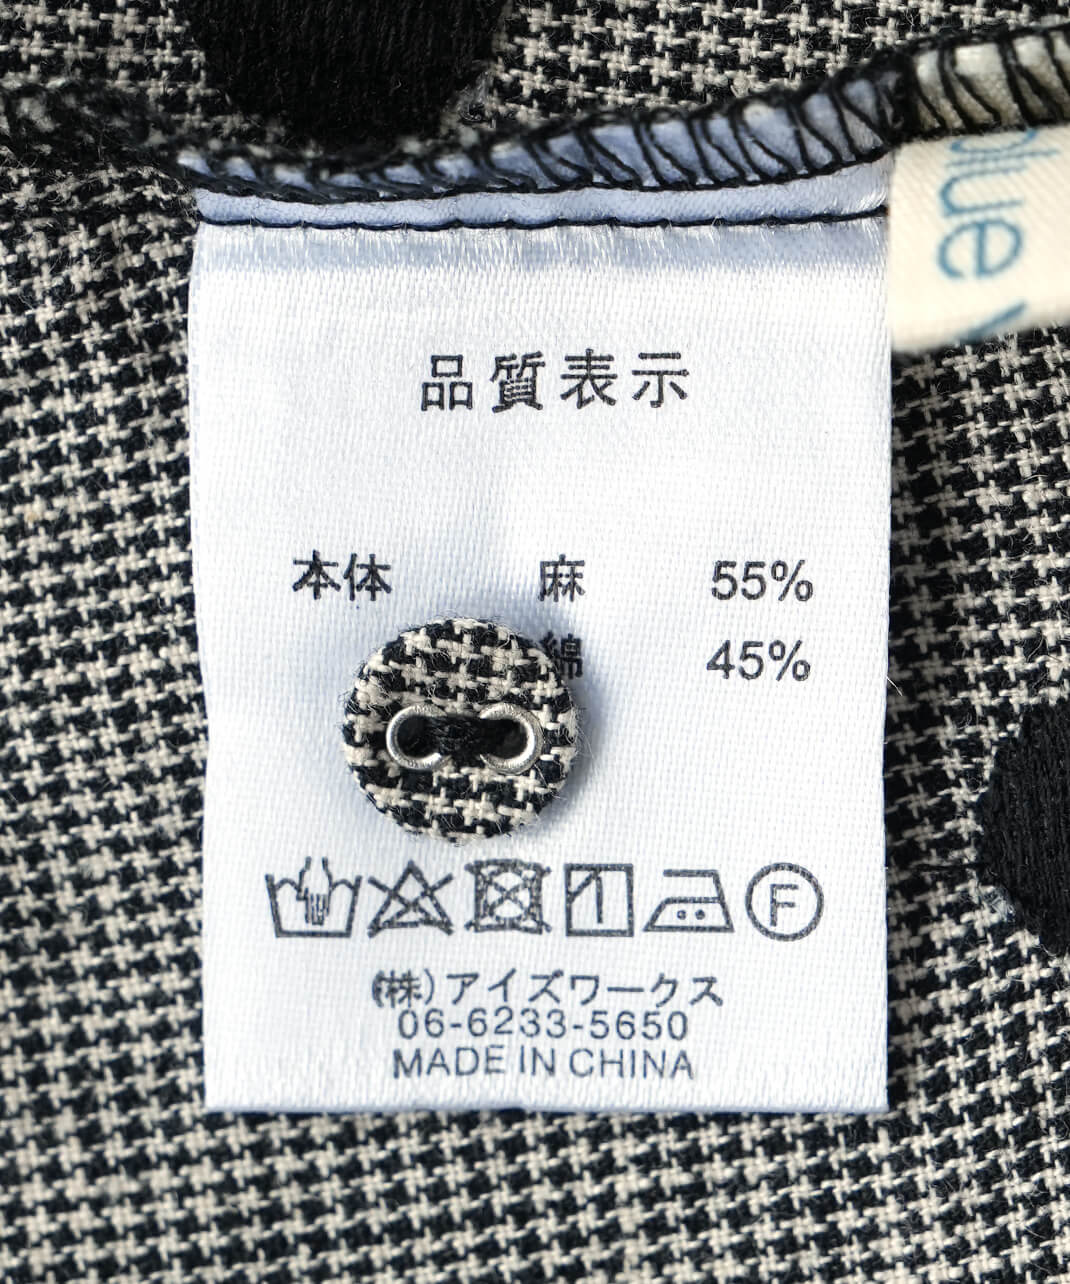 blue
品質表示
本体 麻 55%
綿 45%
F
(株)アイズワークス
06-6233-5650
MADE IN CHINA